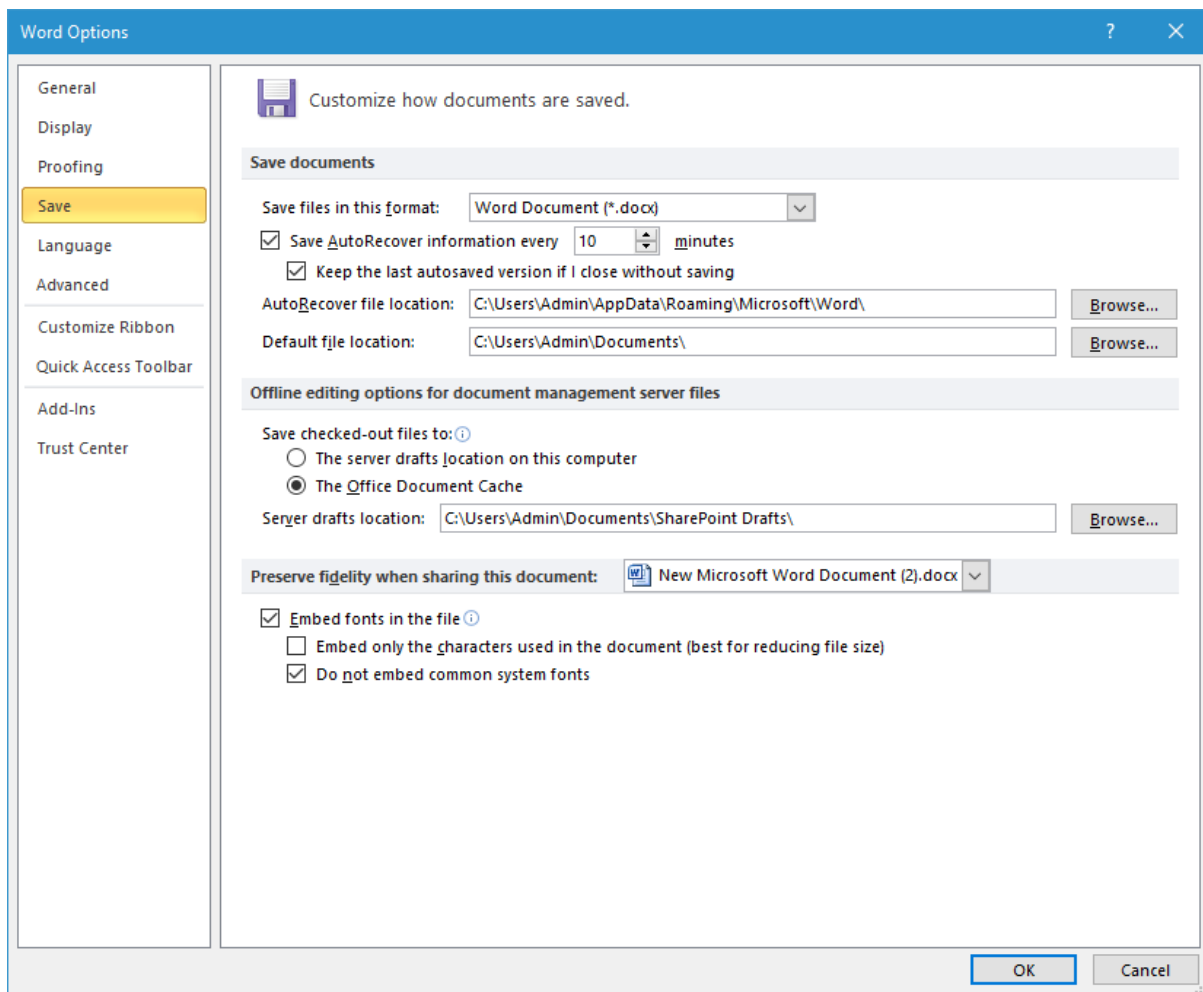 Word Options
General
Display
Proofing
Save
Language
Advanced
Customize Ribbon
Quick Access Toolbar
Add-Ins
Trust Center
Customize how documents are saved.
Save documents
Save files in this format: Word Document (*.docx)
Save AutoRecover information every 10 minutes
Keep the last autosaved version if I close without saving
AutoRecover file location: C:\Users\Admin\AppData\Roaming\Microsoft\Word\ Browse...
Default file location: C:\Users\Admin\Documents\ Browse...
Offline editing options for document management server files
Save checked-out files to:
The server drafts location on this computer
The Office Document Cache
Server drafts location: C:\Users\Admin\Documents\SharePoint Drafts\ Browse...
Preserve fidelity when sharing this document: New Microsoft Word Document (2).docx
Embed fonts in the file
Embed only the characters used in the document (best for reducing file size)
Do not embed common system fonts
OK Cancel